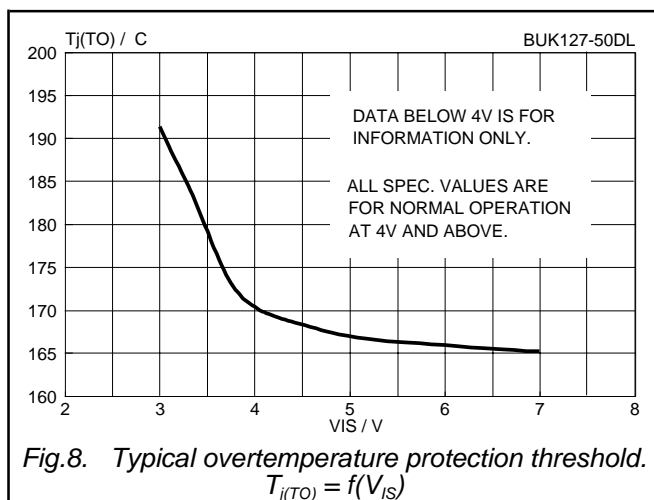 Tj(TO) / C
BUK127-50DL
200
195
190
185
180
175
170
165
160
DATA BELOW 4V IS FOR
INFORMATION ONLY.
ALL SPEC. VALUES ARE
FOR NORMAL OPERATION
AT 4V AND ABOVE.
2 3 4 5 6 7 8
VIS / V
Fig.8. Typical overtemperature protection threshold.
Tj(TO) = f(VIS)